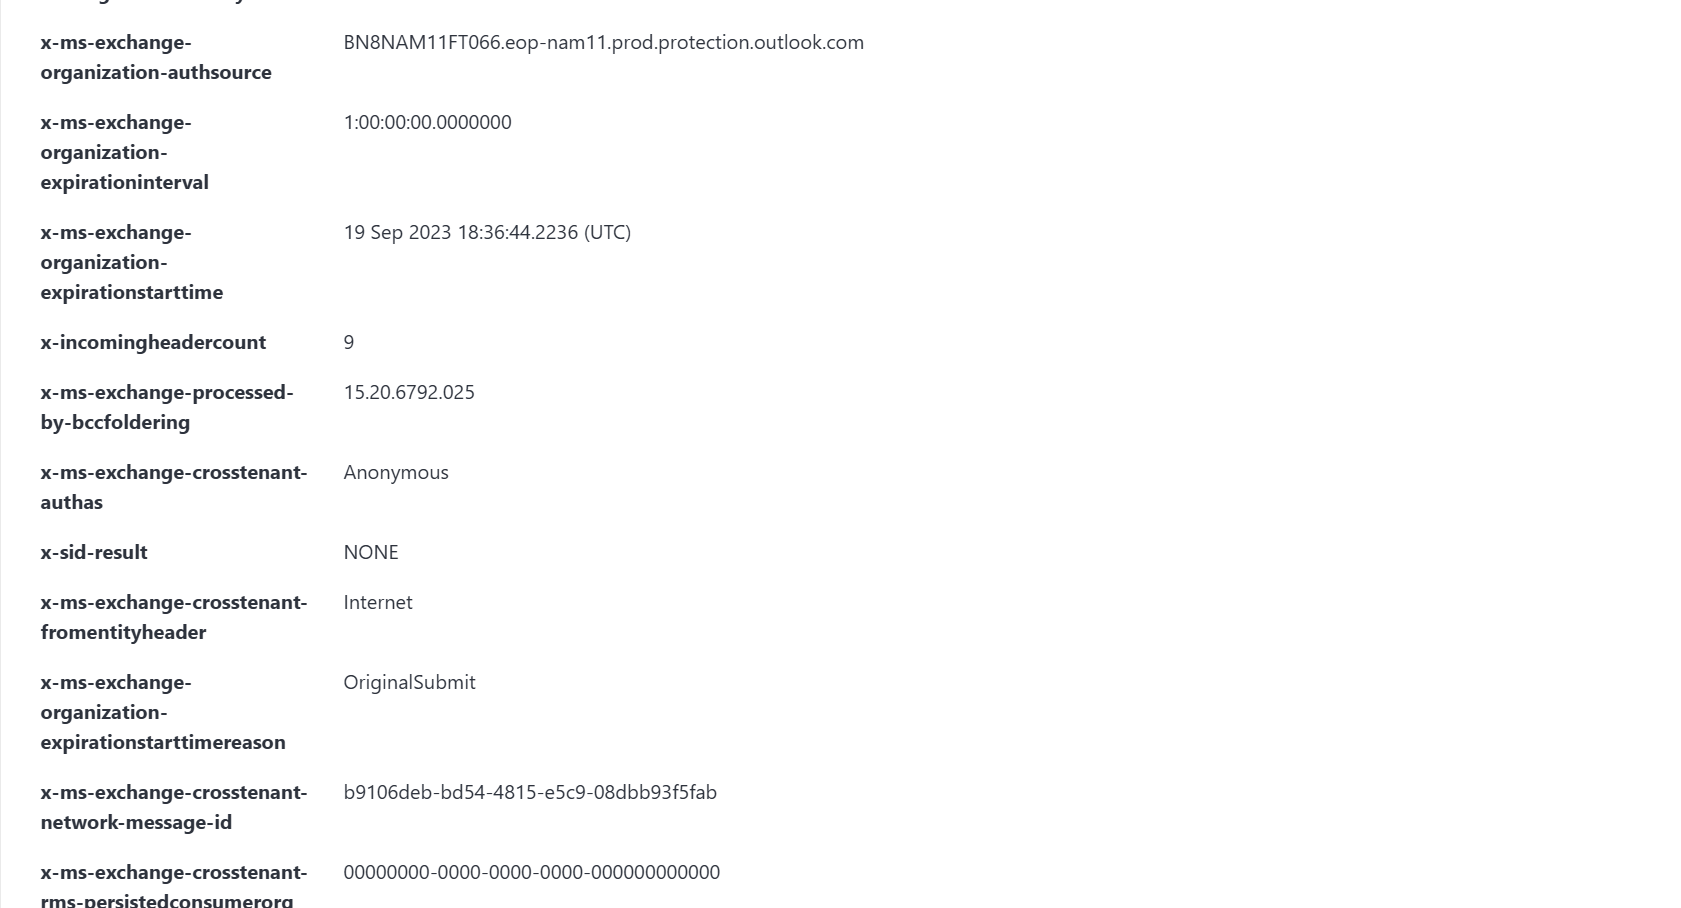 x-ms-exchange-
organization-authsource
BN8NAM11FT066.eop-nam11.prod.protection.outlook.com
x-ms-exchange-
organization-
expirationinterval
1:00:00:00.0000000
x-ms-exchange-
organization-
expirationstarttime
19 Sep 2023 18:36:44.2236 (UTC)
x-incomingheadercount
9
x-ms-exchange-processed-
by-bccfoldering
15.20.6792.025
x-ms-exchange-crosstenant-
authas
Anonymous
x-sid-result
NONE
x-ms-exchange-crosstenant-
fromentityheader
Internet
x-ms-exchange-
organization-
expirationstarttimereason
OriginalSubmit
x-ms-exchange-crosstenant-
network-message-id
b9106deb-bd54-4815-e5c9-08dbb93f5fab
x-ms-exchange-crosstenant-
rms-persistedconsumerorg
00000000-0000-0000-0000-000000000000